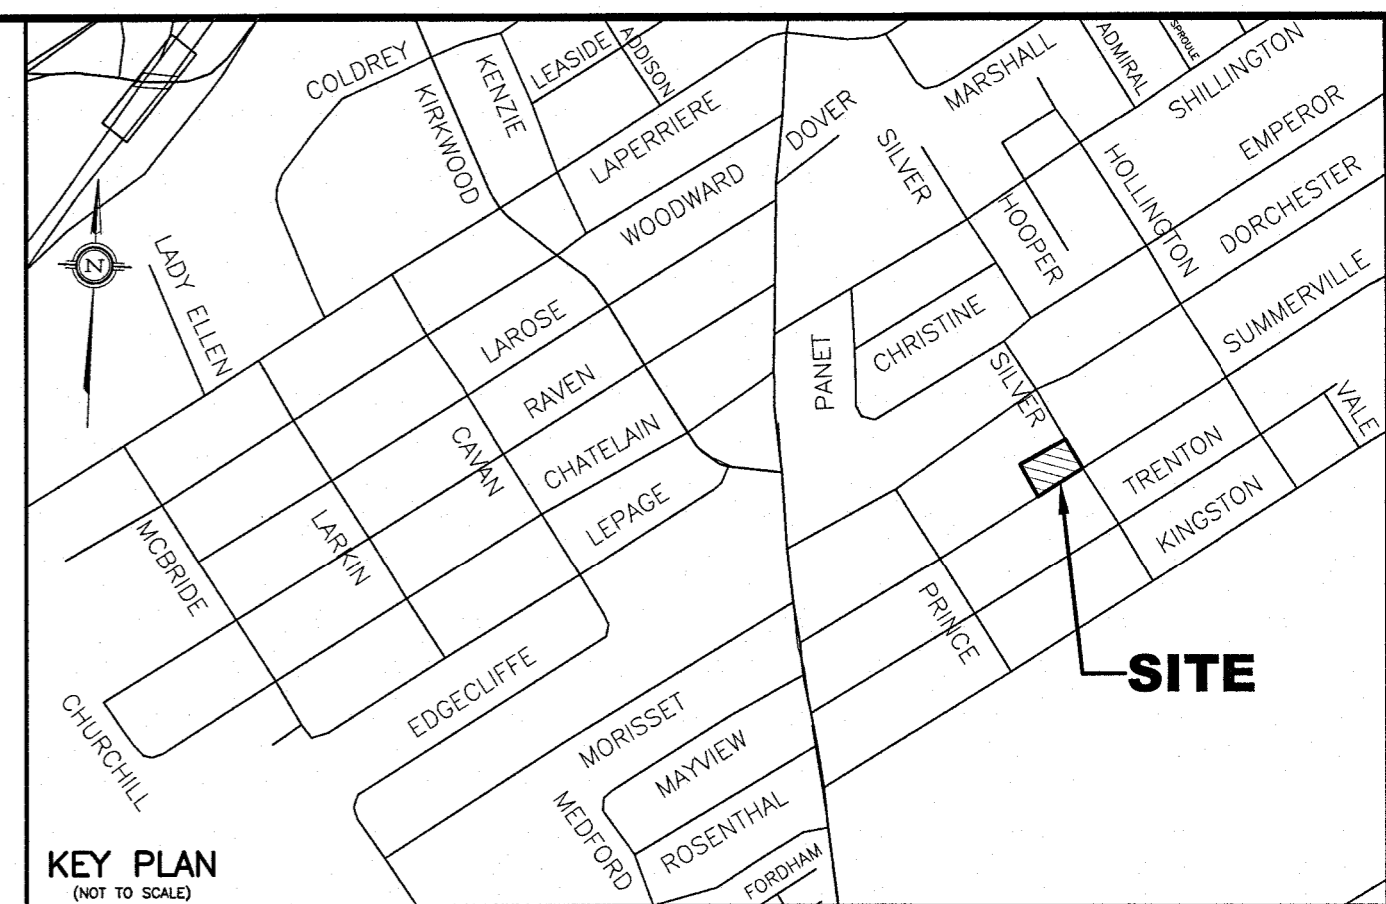 COLDREY
KIRKWOOD
KENZIE
LEASIDE
ADDISON
LAPERRIERE
WOODWARD
DOVER
SILVER
MARSHALL
ADMIRAL
SPROULE
SHILLINGTON
EMPEROR
HOLLINGTON
DORCHESTER
HOOPER
SUMMERVILLE
LADY ELLEN
N
LAROSE
RAVEN
CHATELAIN
CAVAN
LEPAGE
PANET
CHRISTINE
SILVER
VALE
TRENTON
KINGSTON
MCBRIDE
LARKIN
PRINCE
SITE
EDGECLIFFE
CHURCHILL
MORISSET
MAYVIEW
MEDFORD
ROSENTHAL
FORDHAM
KEY PLAN
(NOT TO SCALE)